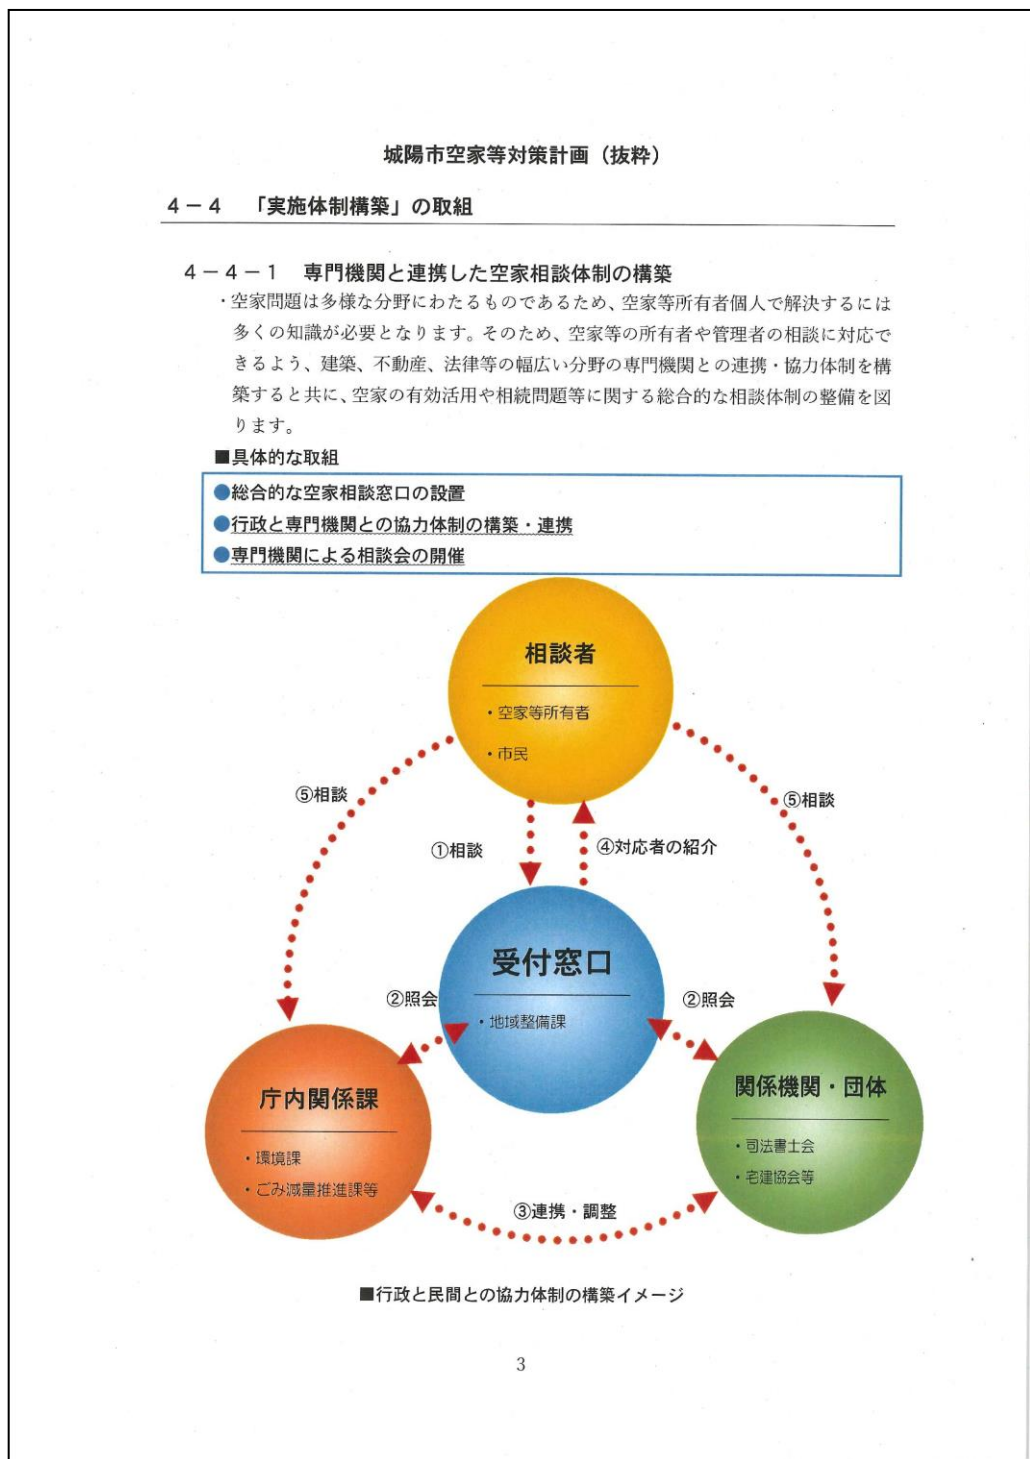 城陽市空家等対策計画（抜粋）
４－４　「実施体制構築」の取組
４－４－１　専門機関と連携した空家相談体制の構築
・空家問題は多様な分野にわたるものであるため、空家等所有者個人で解決するには
多くの知識が必要となります。そのため、空家等の所有者や管理者の相談に対応で
きるよう、建築、不動産、法律等の幅広い分野の専門機関との連携・協力体制を構
築すると共に、空家の有効活用や相続問題等に関する総合的な相談体制の整備を図
ります。
■具体的な取組
●総合的な空家相談窓口の設置
●行政と専門機関との協力体制の構築・連携
●専門機関による相談会の開催
相談者
・空家等所有者
・市民
⑤相談
⑤相談
①相談
④対応者の紹介
受付窓口
・地域整備課
②照会
②照会
庁内関係課
・環境課
・ごみ減量推進課等
関係機関・団体
・司法書士会
・宅建協会等
③連携・調整
■行政と民間との協力体制の構築イメージ
3